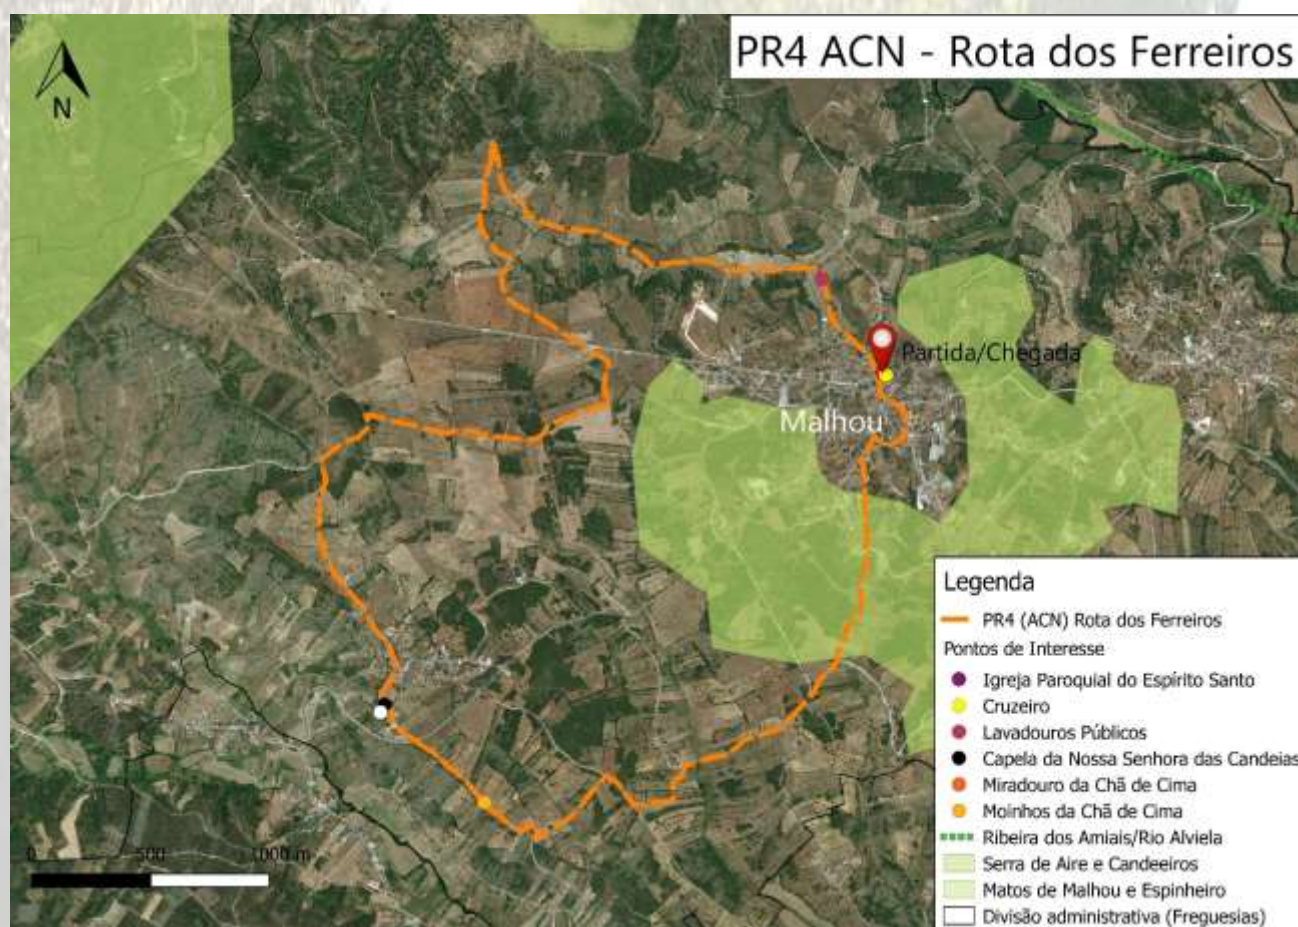 PR4 ACN - Rota dos Ferreiros
N
Partida/Chegada
Malhou
Legenda
PR4 (ACN) Rota dos Ferreiros
Pontos de Interesse
Igreja Paroquial do Espírito Santo
Cruzeiro
Lavadouros Públicos
Capela da Nossa Senhora das Candeias
Miradouro da Chã de Cima
Moinhos da Chã de Cima
Ribeira dos Amiais/Rio Alviela
Serra de Aire e Candeeiros
Matos de Malhou e Espinheiro
Divisão administrativa (Freguesias)
0 500 1000 m